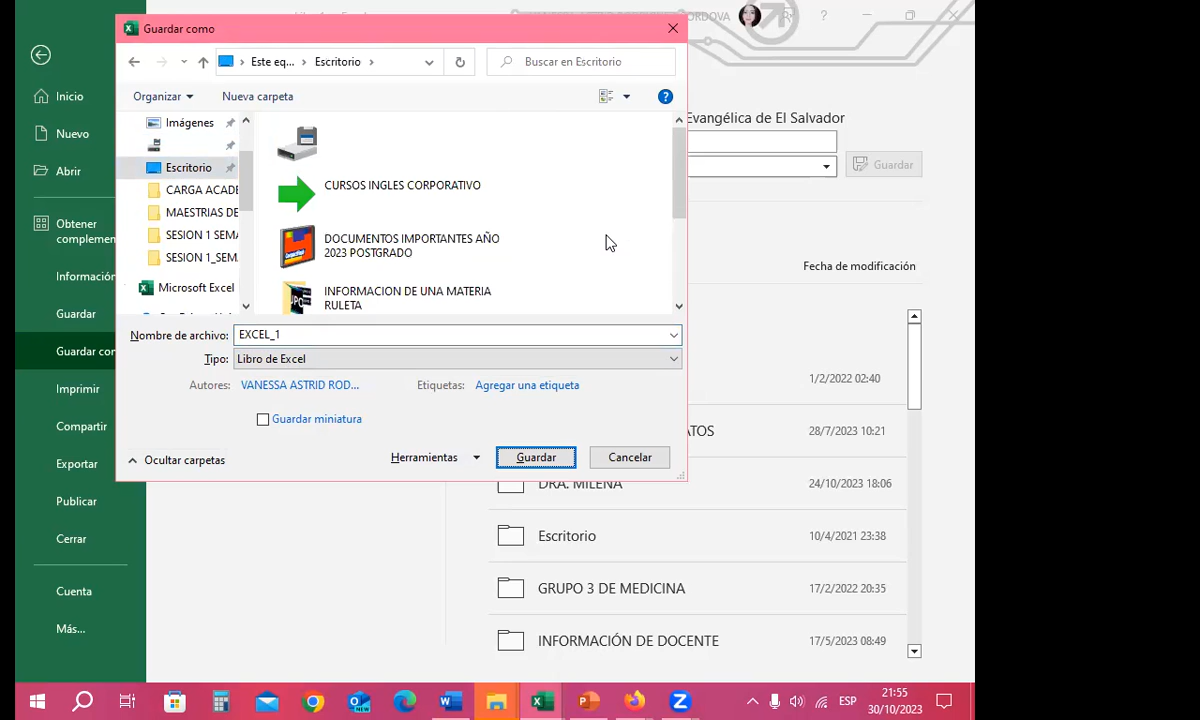 Guardar como
DOVA
?
Este eq... > Escritorio >
Buscar en Escritorio
Organizar
Nueva carpeta
?
Inicio
Nuevo
Abrir
Obtener
complemen
Información
Guardar
Guardar con
Imprimir
Compartir
Exportar
Publicar
Cerrar
Cuenta
Más...
Imágenes
Escritorio
CARGA ACADE
MAESTRIAS DE
SESION 1 SEMA
SESION 1_SEM
Microsoft Excel
CURSOS INGLES CORPORATIVO
DOCUMENTOS IMPORTANTES AÑO
2023 POSTGRADO
INFORMACION DE UNA MATERIA
RULETA
Nombre de archivo: EXCEL_1
Tipo: Libro de Excel
Autores: VANESSA ASTRID ROD...
Etiquetas: Agregar una etiqueta
Guardar miniatura
Ocultar carpetas
Herramientas
Guardar
Cancelar
Evangélica de El Salvador
Guardar
Fecha de modificación
1/2/2022 02:40
ATOS 28/7/2023 10:21
DRA. MILENA 24/10/2023 18:06
Escritorio 10/4/2021 23:38
GRUPO 3 DE MEDICINA 17/2/2022 20:35
INFORMACIÓN DE DOCENTE 17/5/2023 08:49
ESP
21:55
30/10/2023